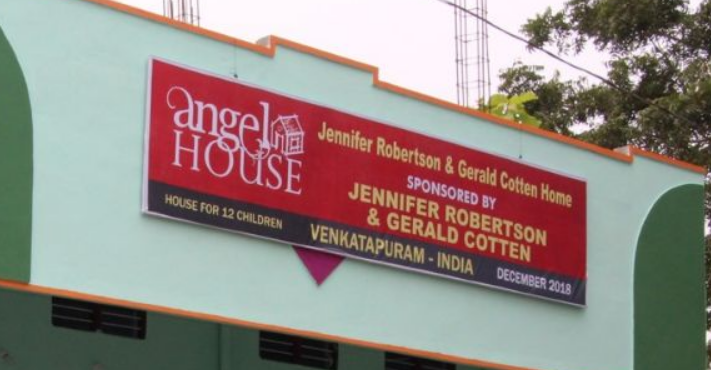 angel
HOUSE
HOUSE FOR 12 CHILDREN
Jennifer Robertson & Gerald Cotten Home
SPONSORED BY
JENNIFER ROBERTSON
& GERALD COTTEN
VENKATAPURAM - INDIA
DECEMBER 2018